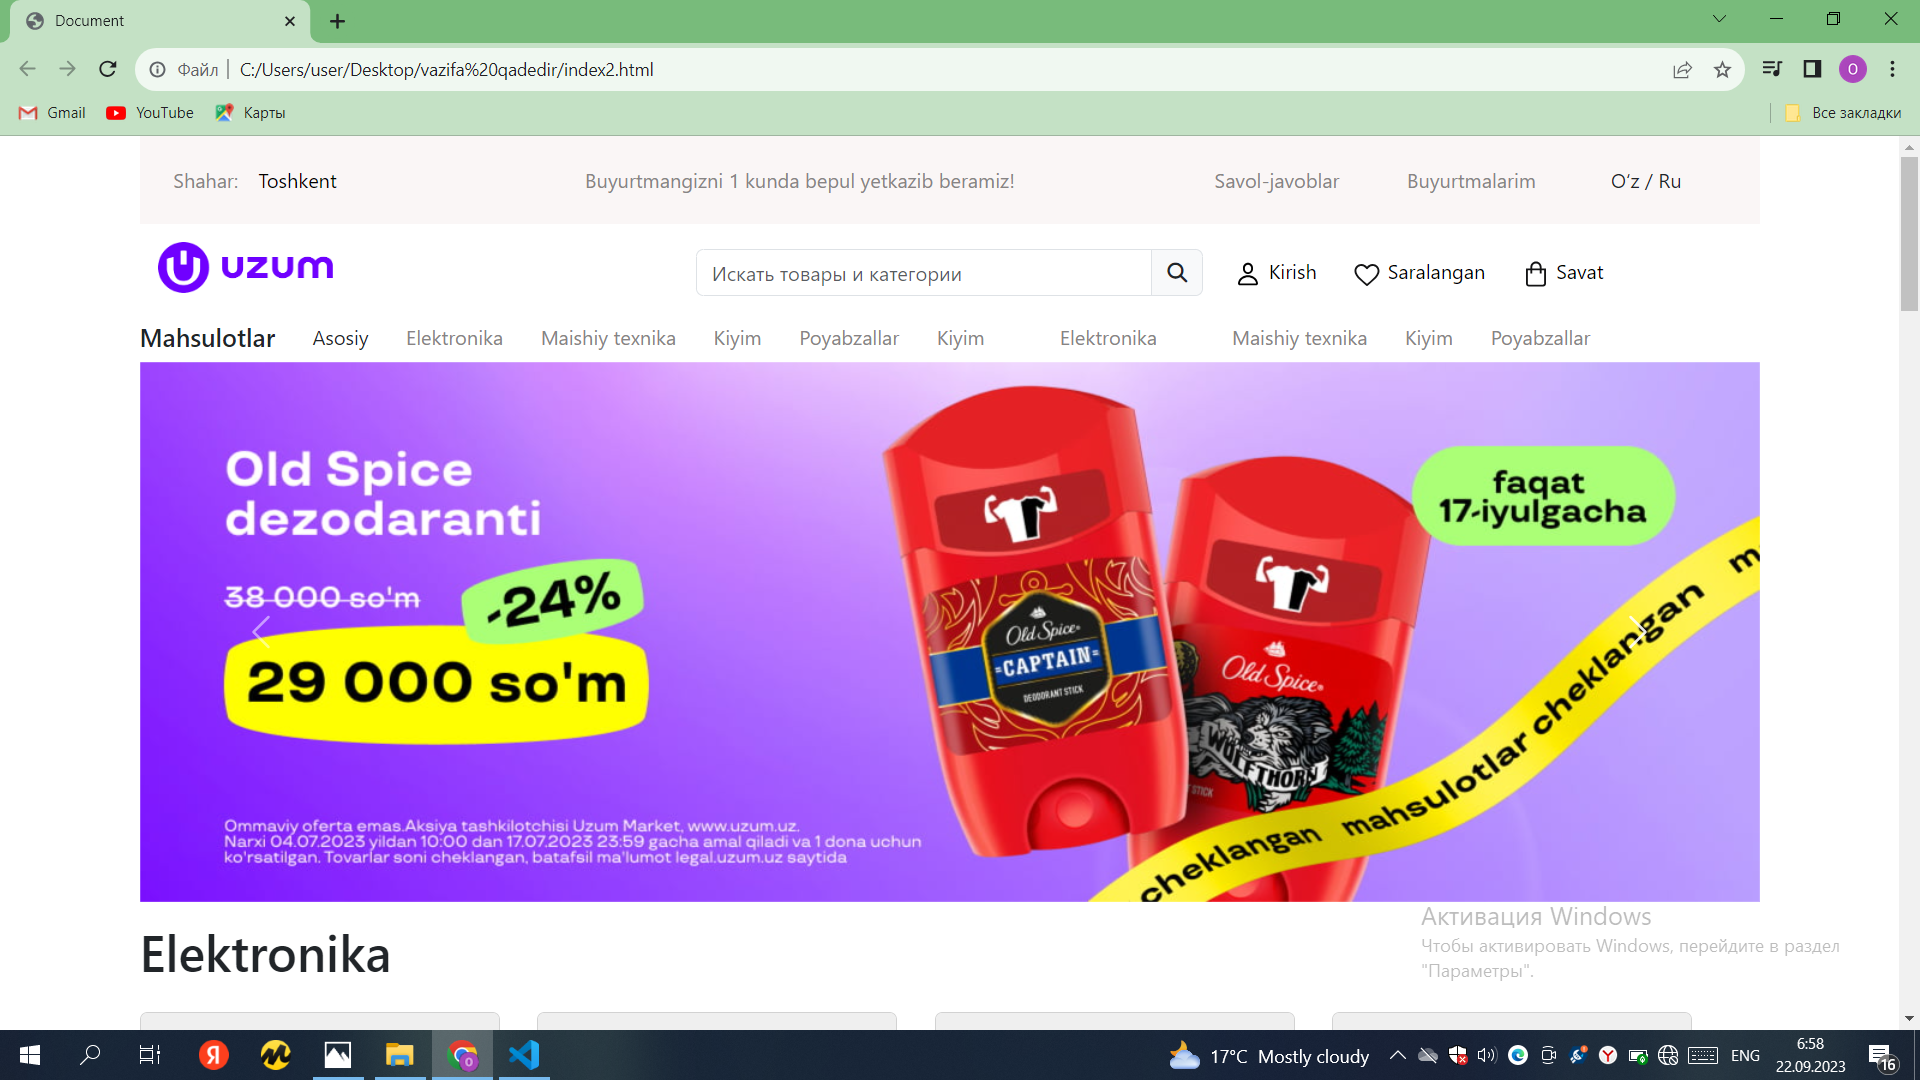 Document
Файл
C:/Users/user/Desktop/vazifa%20qadedir/index2.html
O
Gmail
YouTube
Карты
Все закладки
Shahar: Toshkent
Buyurtmangizni 1 kunda bepul yetkazib beramiz!
Savol-javoblar
Buyurtmalarim
O‘z / Ru
uzum
Искать товары и категории
Kirish
Saralangan
Savat
Mahsulotlar
Asosiy
Elektronika
Maishiy texnika
Kiyim
Poyabzallar
Kiyim
Elektronika
Maishiy texnika
Kiyim
Poyabzallar
Old Spice
dezodaranti
38 000 so'm
-24%
29 000 so'm
Ommaviy oferta emas.Aksiya tashkilotchisi Uzum Market, www.uzum.uz.
Narxi 04.07.2023 yildan 10:00 dan 17.07.2023 23:59 gacha amal qiladi va 1 dona uchun
ko'rsatilgan. Tovarlar soni cheklangan, batafsil ma'lumot legal.uzum.uz saytida
Old Spice
CAPTAIN
DEODORANT STICK
Old Spice
WOLFTHORN
STICK
faqat
17-iyulgacha
cheklangan mahsulotlar cheklangan m
Elektronika
Активация Windows
Чтобы активировать Windows, перейдите в раздел
"Параметры".
Я
O
17°C Mostly cloudy
ENG
6:58
22.09.2023
16